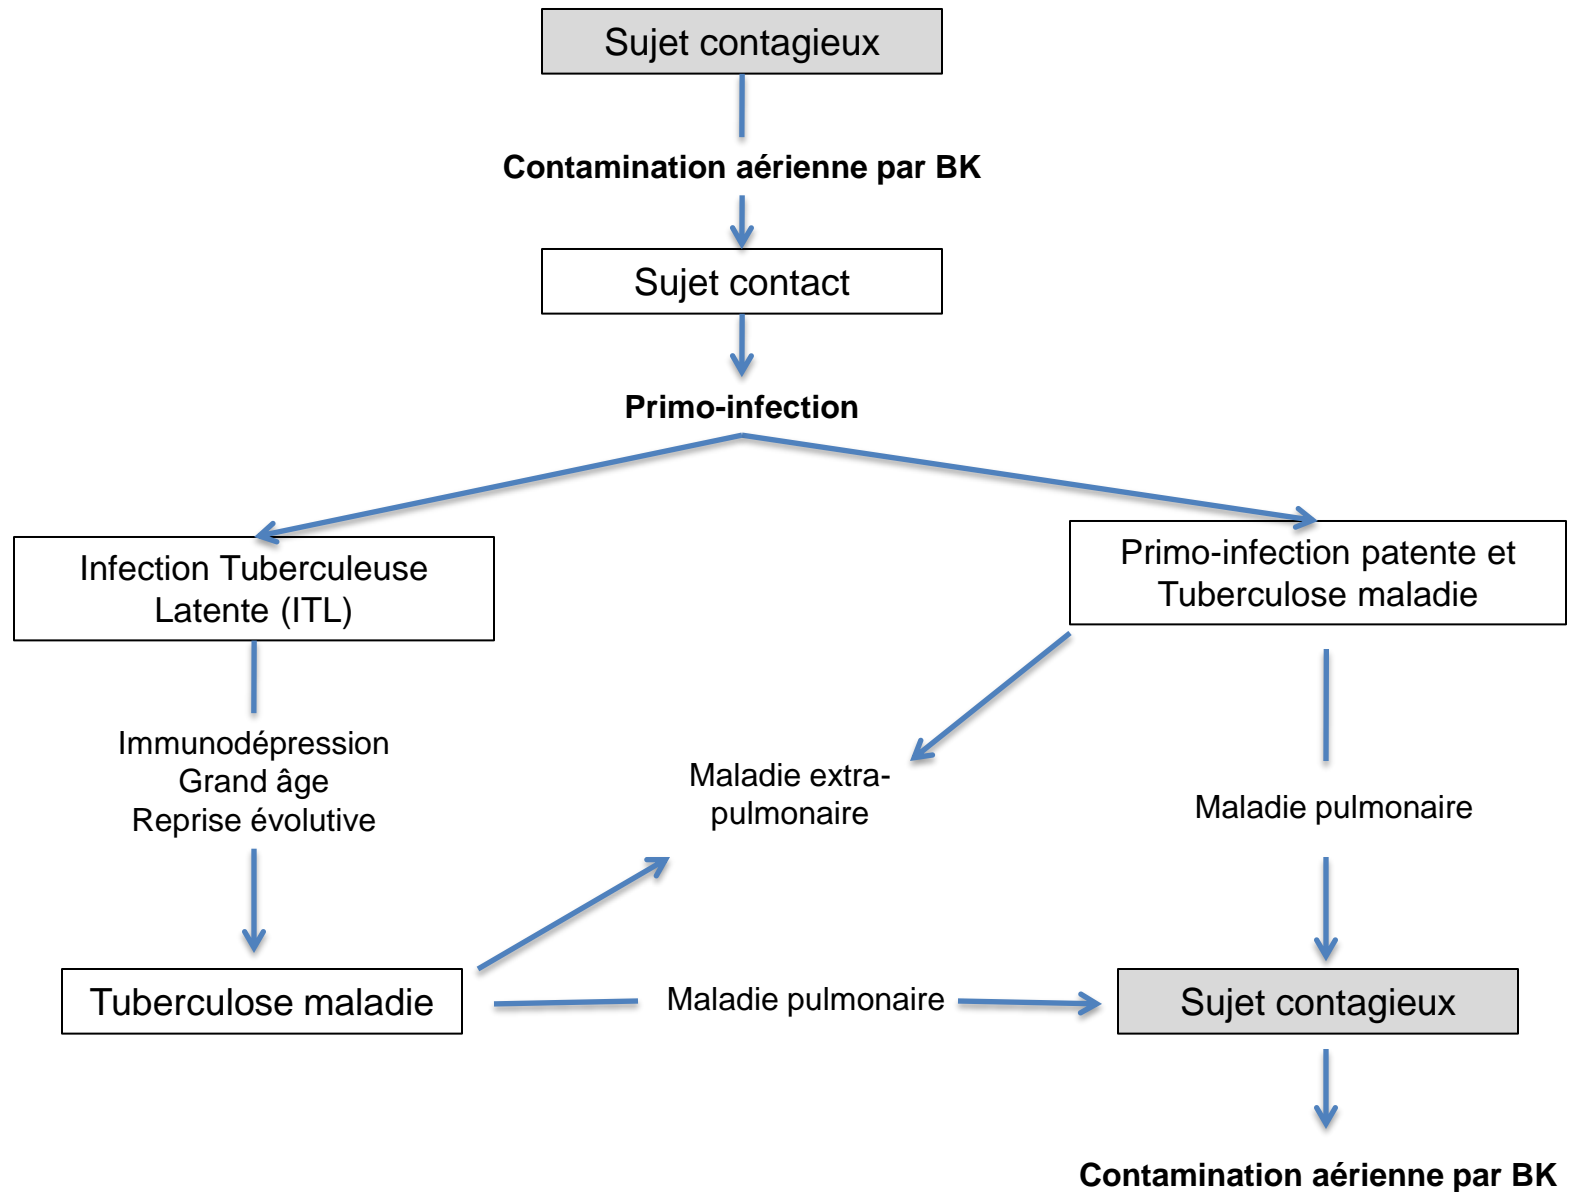 Sujet contagieux
Contamination aérienne par BK
Sujet contact
Primo-infection
Infection Tuberculeuse
Latente (ITL)
Primo-infection patente et
Tuberculose maladie
Immunodépression
Grand âge
Reprise évolutive
Maladie extra-
pulmonaire
Maladie pulmonaire
Tuberculose maladie
Maladie pulmonaire
Sujet contagieux
Contamination aérienne par BK